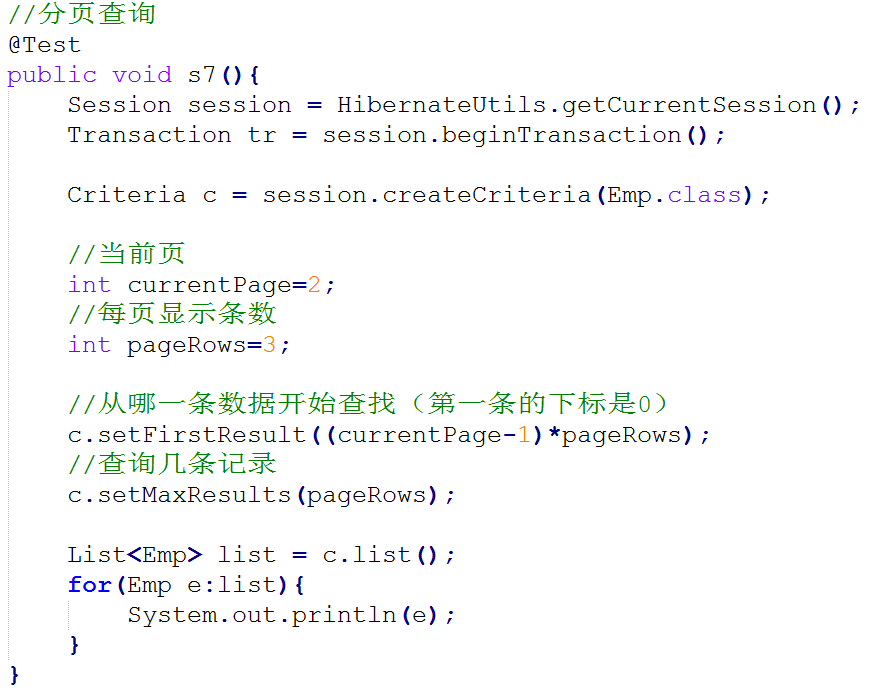 //分页查询
@Test
public void s7(){
    Session session = HibernateUtils.getCurrentSession();
    Transaction tr = session.beginTransaction();

    Criteria c = session.createCriteria(Emp.class);

    //当前页
    int currentPage=2;
    //每页显示条数
    int pageRows=3;

    //从哪一条数据开始查找（第一条的下标是0）
    c.setFirstResult((currentPage-1)*pageRows);
    //查询几条记录
    c.setMaxResults(pageRows);

    List<Emp> list = c.list();
    for(Emp e:list){
        System.out.println(e);
    }
}